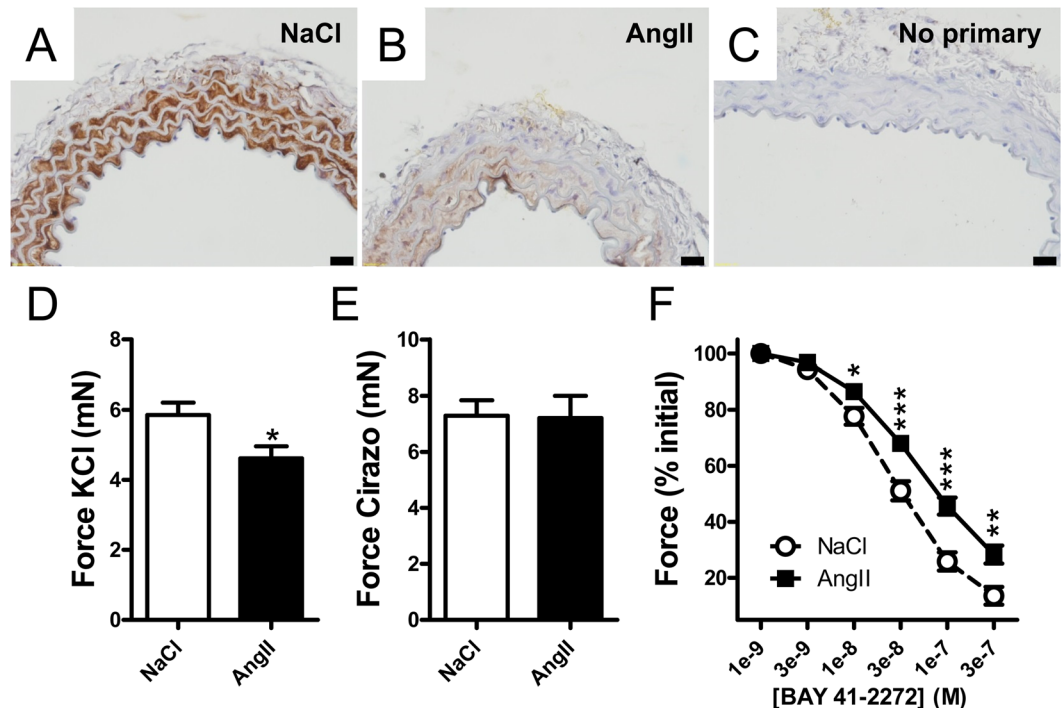 A
NaCl
B
AngII
C
No primary
D
Force KCl (mN)
8
6
4
2
0
*
NaCl
AngII
E
Force Cirazo (mN)
10
8
6
4
2
0
NaCl
AngII
F
Force (% initial)
100
80
60
40
20
*
***
***
**
NaCl
AngII
1e-9
3e-9
1e-8
3e-8
1e-7
3e-7
[BAY 41-2272] (M)